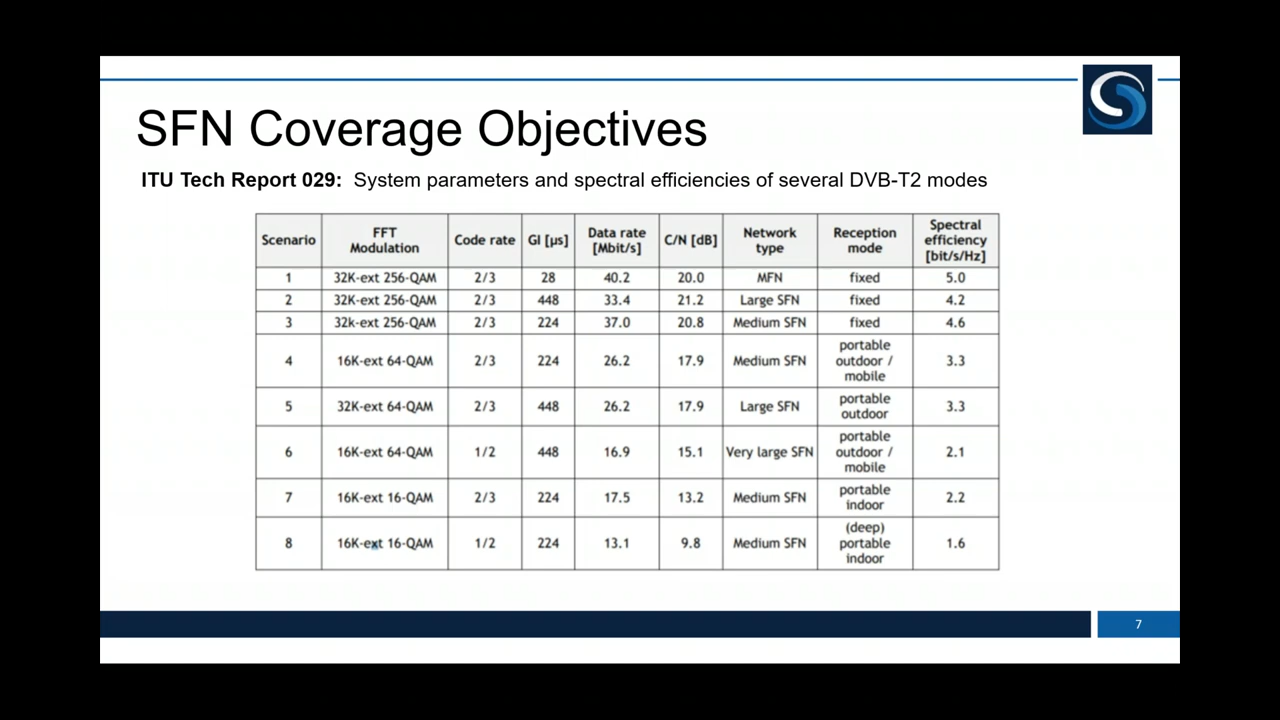 SFN Coverage Objectives
ITU Tech Report 029: System parameters and spectral efficiencies of several DVB-T2 modes
Scenario FFT Modulation Code rate GI [µs] Data rate [Mbit/s] C/N [dB] Network type Reception mode Spectral efficiency [bit/s/Hz]
1 32K-ext 256-QAM 2/3 28 40.2 20.0 MFN fixed 5.0
2 32K-ext 256-QAM 2/3 448 33.4 21.2 Large SFN fixed 4.2
3 32k-ext 256-QAM 2/3 224 37.0 20.8 Medium SFN fixed 4.6
4 16K-ext 64-QAM 2/3 224 26.2 17.9 Medium SFN portable outdoor / mobile 3.3
5 32K-ext 64-QAM 2/3 448 26.2 17.9 Large SFN portable outdoor 3.3
6 16K-ext 64-QAM 1/2 448 16.9 15.1 Very large SFN portable outdoor / mobile 2.1
7 16K-ext 16-QAM 2/3 224 17.5 13.2 Medium SFN portable indoor 2.2
8 16K-ext 16-QAM 1/2 224 13.1 9.8 Medium SFN (deep) portable indoor 1.6
7